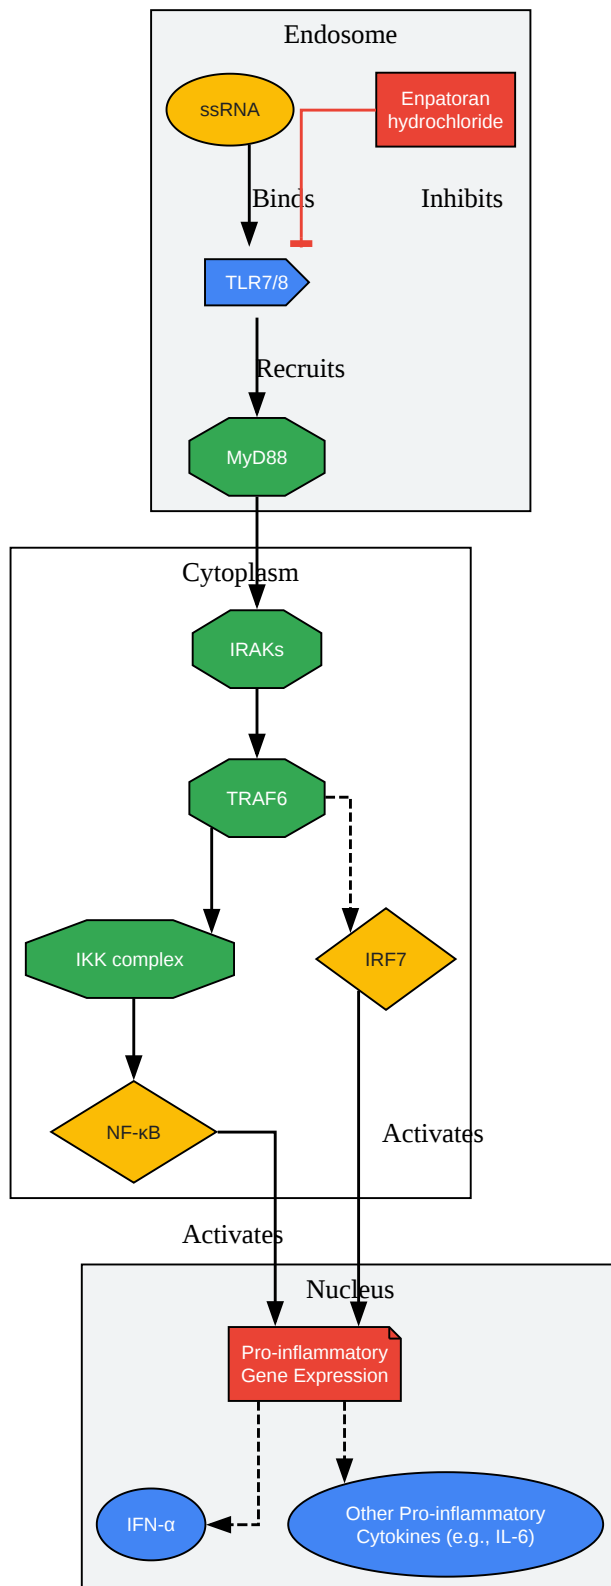 Endosome
ssRNA
Enpatoran
hydrochloride
Binds
Inhibits
TLR7/8
Recruits
MyD88
Cytoplasm
IRAKs
TRAF6
IKK complex
IRF7
NF-κB
Activates
Activates
Nucleus
Pro-inflammatory
Gene Expression
IFN-α
Other Pro-inflammatory
Cytokines (e.g., IL-6)